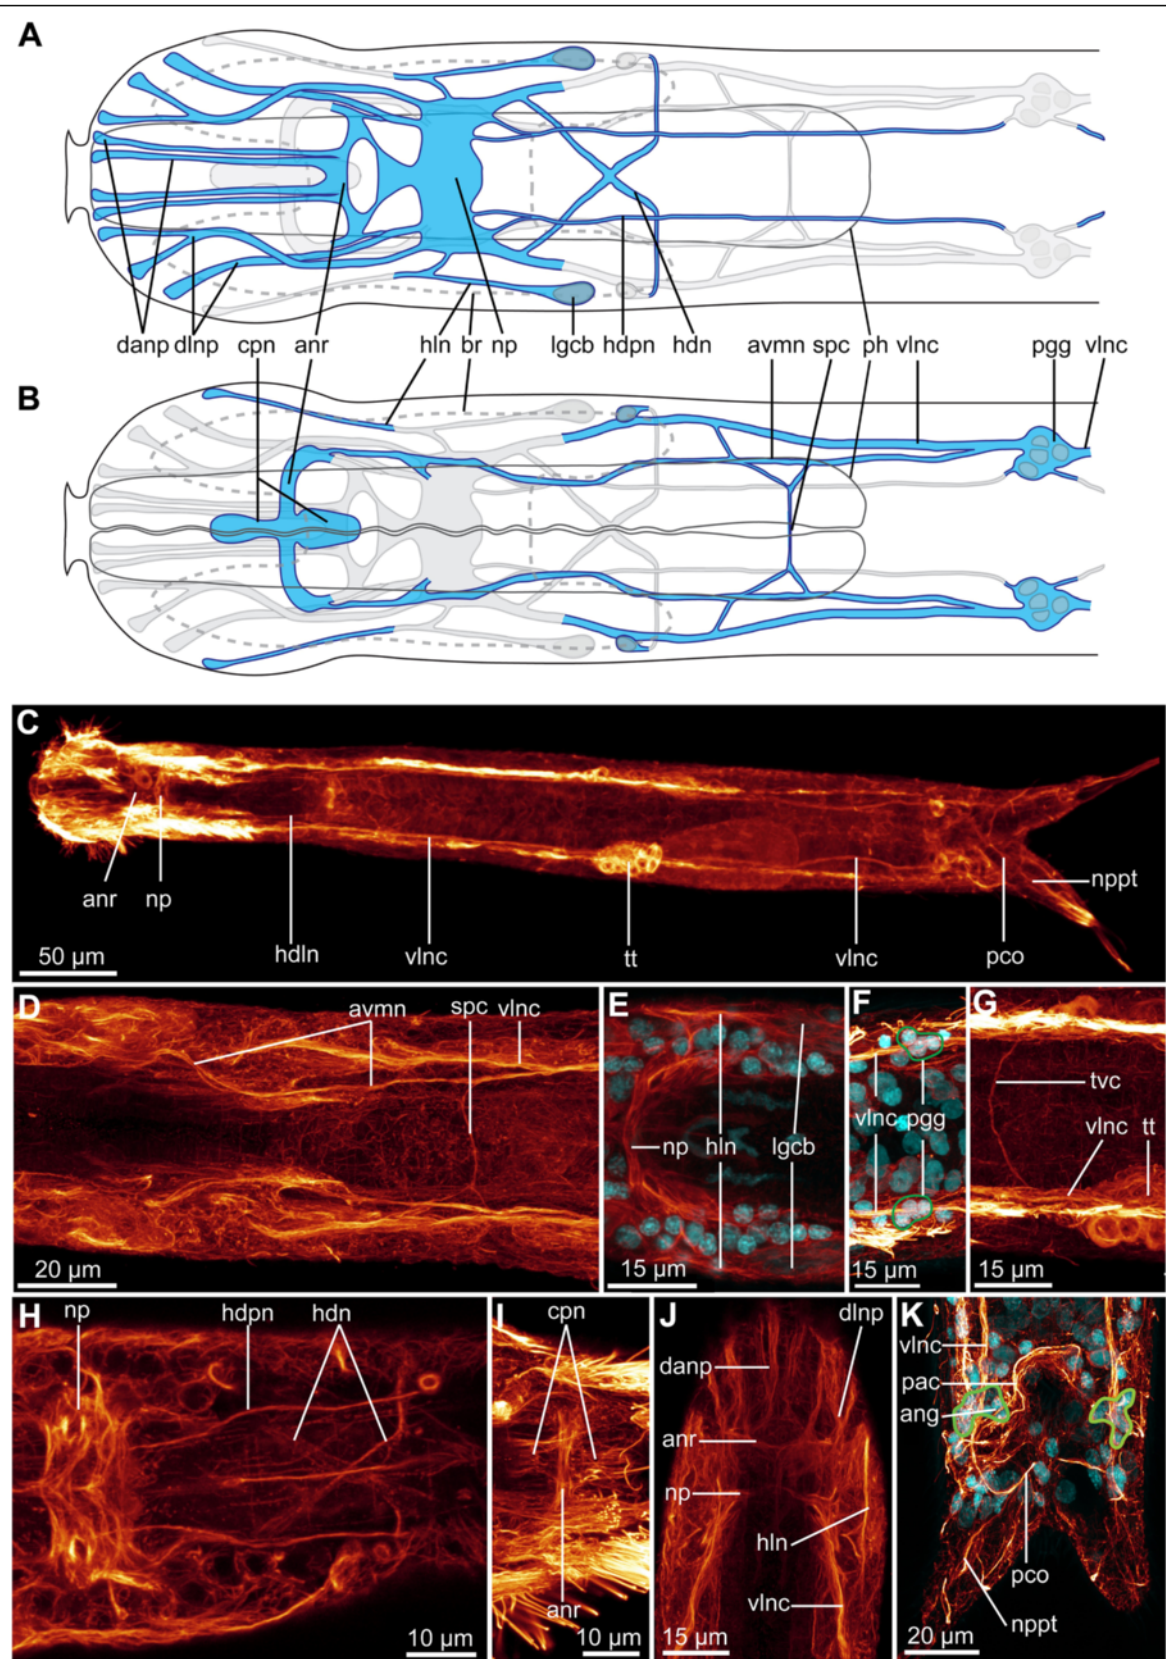 A
danp dlnp cpn anr hln br np lgcb hdpn hdn avmn spc ph vlnc pgg vlnc
B
C
anr np
hdln vlnc tt vlnc pco
nppt
50 µm
D
avmn spc vlnc
20 µm
E
np hln lgcb
15 µm
F
vlnc pgg
15 µm
G
tvc
vlnc tt
15 µm
H
np hdpn hdn
10 µm
I
cpn
anr
10 µm
J
dlnp
danp
anr
np
hln
vlnc
15 µm
K
vlnc
pac
ang
pco
nppt
20 µm